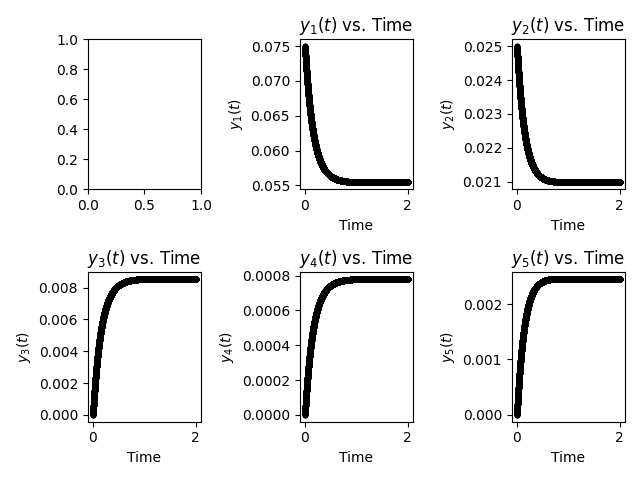 1.0
0.8
0.6
0.4
0.2
0.0
0.0 0.5 1.0
y₁(t) vs. Time
0.075
0.070
0.065
0.060
0.055
y₁(t)
0 2
Time
y₂(t) vs. Time
0.025
0.024
0.023
0.022
0.021
y₂(t)
0 2
Time
y₃(t) vs. Time
0.008
0.006
0.004
0.002
0.000
y₃(t)
0 2
Time
y₄(t) vs. Time
0.0008
0.0006
0.0004
0.0002
0.0000
y₄(t)
0 2
Time
y₅(t) vs. Time
0.002
0.001
0.000
y₅(t)
0 2
Time